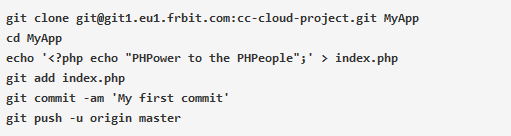 git clone git@git1.eu1.frbit.com:cc-cloud-project.git MyApp
cd MyApp
echo '<?php echo "PHPower to the PHPeople";' > index.php
git add index.php
git commit -am 'My first commit'
git push -u origin master